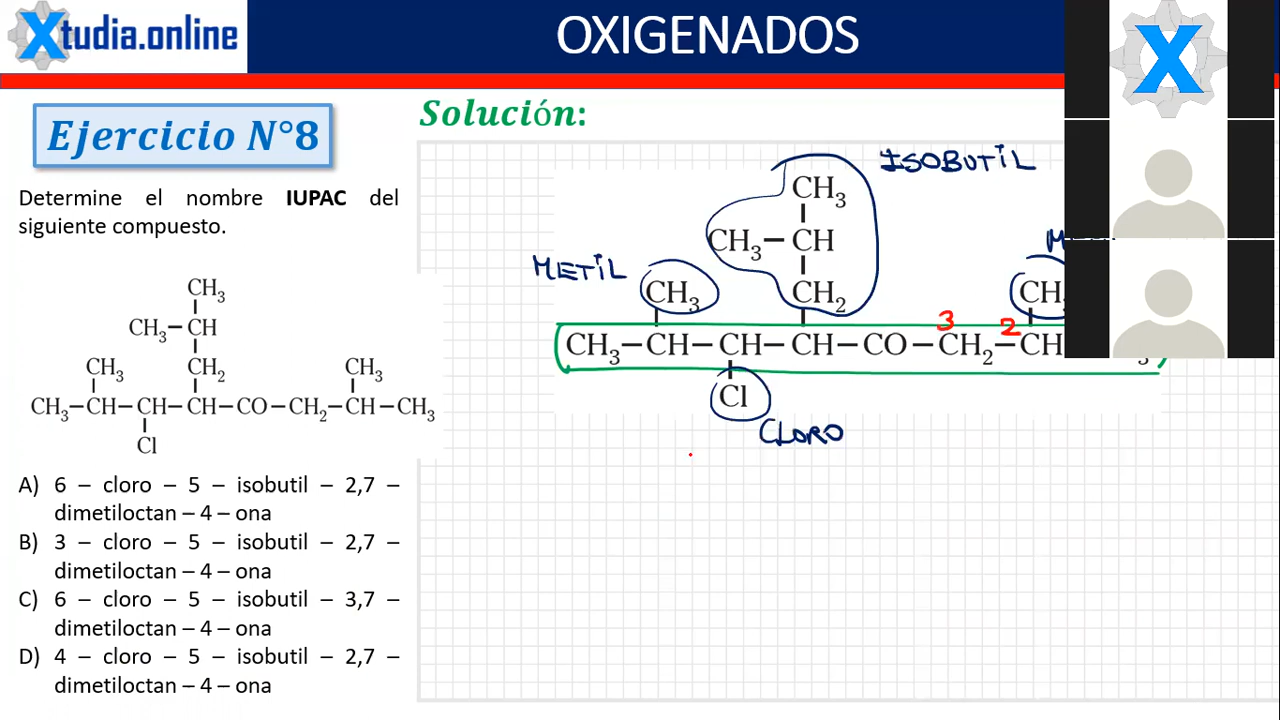 Xtudia.online
OXIGENADOS
X
Ejercicio N°8
Solución:
Determine el nombre IUPAC del
siguiente compuesto.
CH₃
CH₃–CH
CH₃ CH₂ CH₃
CH₃–CH–CH–CH–CO–CH₂–CH–CH₃
Cl
A) 6 – cloro – 5 – isobutil – 2,7 –
dimetiloctan – 4 – ona
B) 3 – cloro – 5 – isobutil – 2,7 –
dimetiloctan – 4 – ona
C) 6 – cloro – 5 – isobutil – 3,7 –
dimetiloctan – 4 – ona
D) 4 – cloro – 5 – isobutil – 2,7 –
dimetiloctan – 4 – ona
ISOBUTIL
CH₃
CH₃–CH
METIL
CH₃ CH₂ CH
3 2
CH₃–CH–CH–CH–CO–CH₂–CH 3
Cl
CLORO